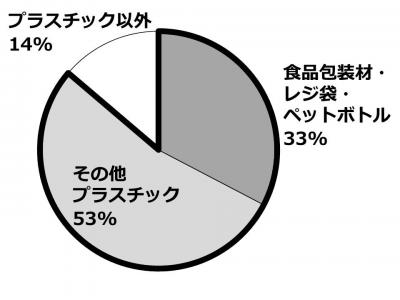 プラスチック以外
14%
食品包装材・
レジ袋・
ペットボトル
33%
その他
プラスチック
53%